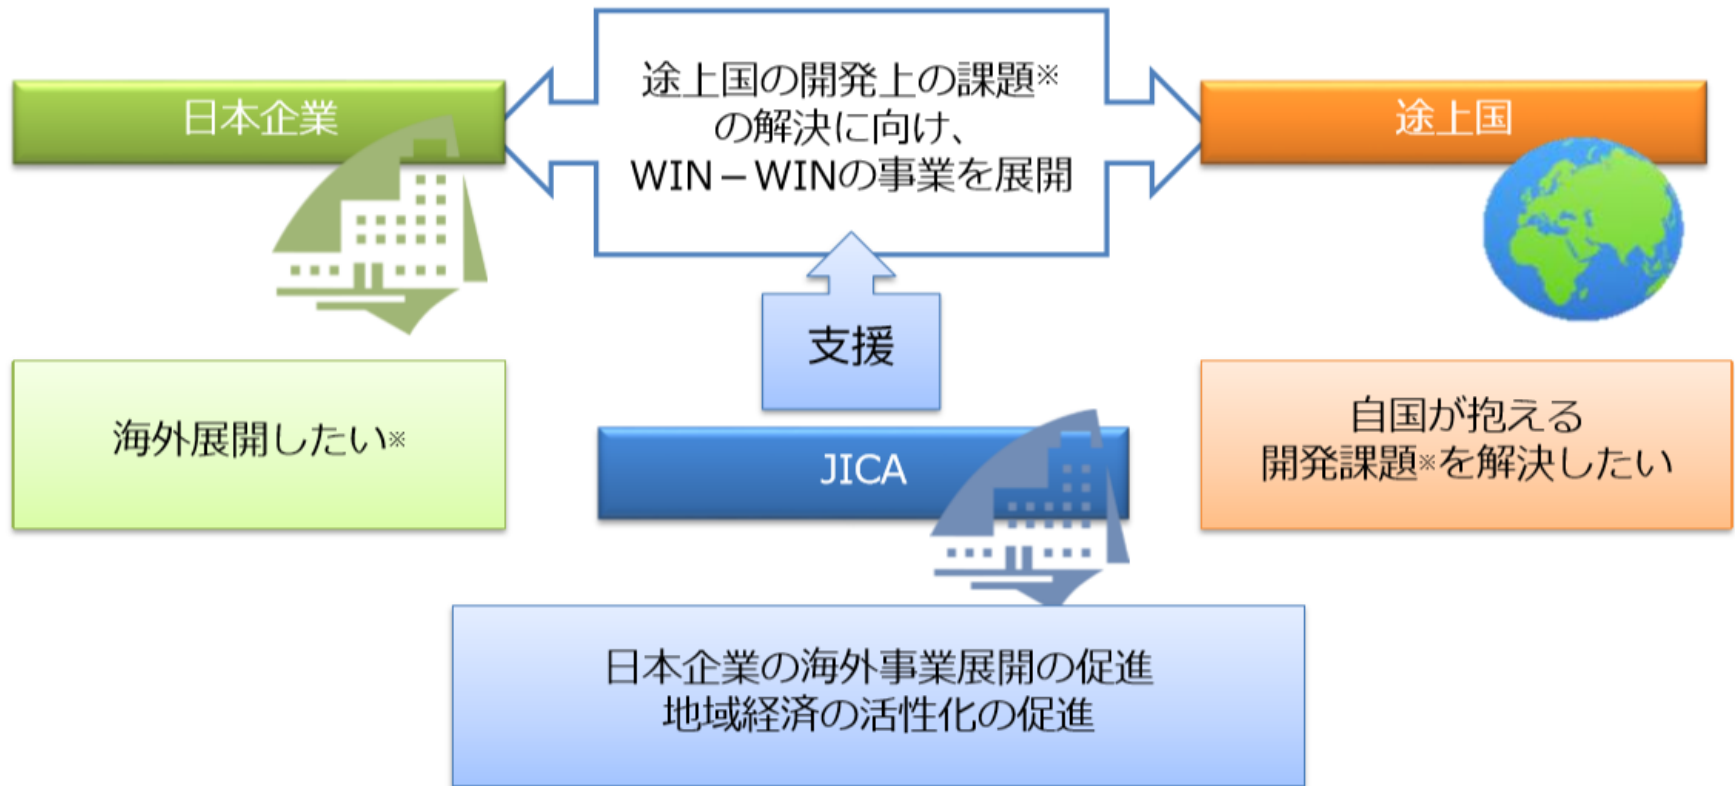 途上国の開発上の課題※
の解決に向け、
WIN－WINの事業を展開
日本企業
途上国
支援
海外展開したい※
JICA
自国が抱える
開発課題※を解決したい
日本企業の海外事業展開の促進
地域経済の活性化の促進